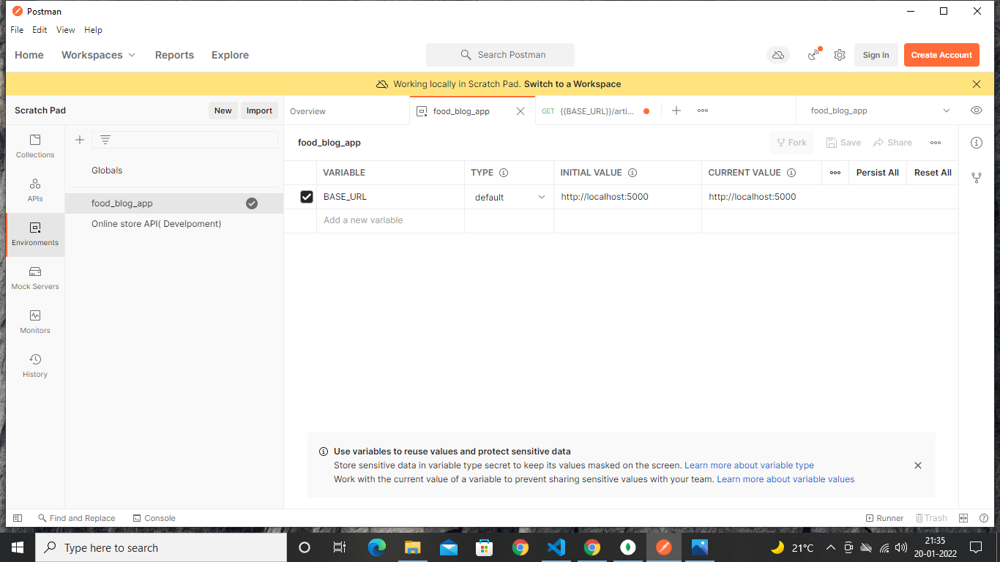 Postman
File Edit View Help
Home Workspaces Reports Explore Search Postman Sign In Create Account
Working locally in Scratch Pad. Switch to a Workspace
Scratch Pad New Import Overview food_blog_app GET {{BASE_URL}}/arti... food_blog_app
food_blog_app Fork Save Share
Collections
Globals
VARIABLE TYPE INITIAL VALUE CURRENT VALUE Persist All Reset All
APIs
food_blog_app
BASE_URL default http://localhost:5000 http://localhost:5000
Online store API( Develpoment)
Add a new variable
Environments
Mock Servers
Monitors
History
Use variables to reuse values and protect sensitive data
Store sensitive data in variable type secret to keep its values masked on the screen. Learn more about variable type
Work with the current value of a variable to prevent sharing sensitive values with your team. Learn more about variable values
Find and Replace Console Runner Trash
Type here to search 21°C 21:35
20-01-2022